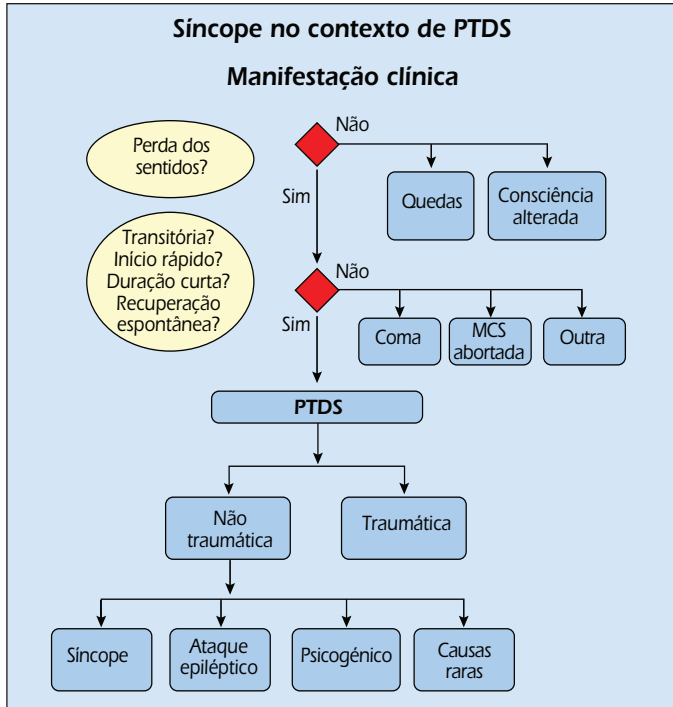 Síncope no contexto de PTDS
Manifestação clínica
Perda dos
sentidos?
Não
Sim
Quedas
Consciência
alterada
Transitória?
Início rápido?
Duração curta?
Recuperação
espontânea?
Não
Sim
Coma
MCS
abortada
Outra
PTDS
Não
traumática
Traumática
Síncope
Ataque
epiléptico
Psicogénico
Causas
raras